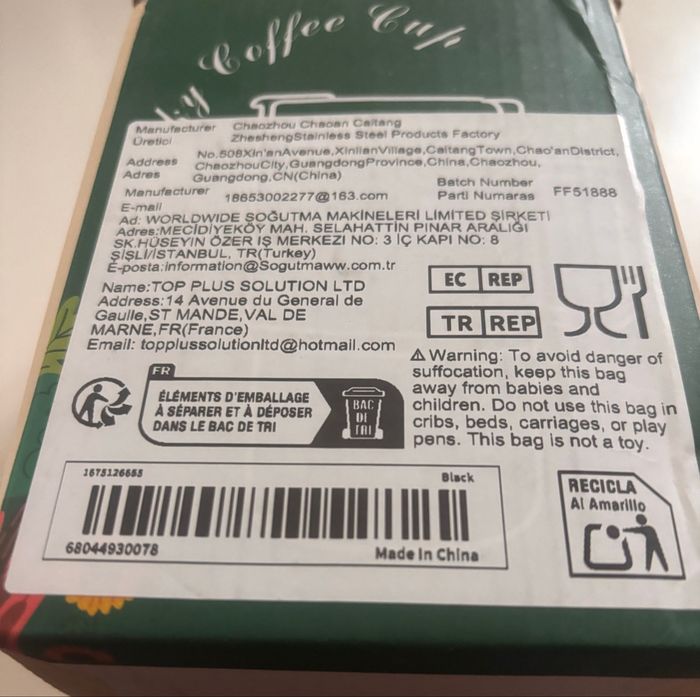 Coffee Cup
Manufacturer Chaozhou Chaoan Caitang
Üretici ZheshengStainless Steel Products Factory
Address No.508Xin'anAvenue,XinlianVillage,CaitangTown,Chao'anDistrict,
Adres ChaozhouCity,GuangdongProvince,China,Chaozhou,
Guangdong,CN(China)
Manufacturer 18653002277@163.com
E-mail
Batch Number
Parti Numaras FF51888
Ad: WORLDWIDE SOĞUTMA MAKİNELERİ LİMİTED ŞİRKETİ
Adres:MECİDİYEKÖY MAH. SELAHATTİN PINAR ARALIĞI
SK.HÜSEYİN ÖZER İŞ MERKEZI NO: 3 İÇ KAPI NO: 8
ŞİSLİ/İSTANBUL, TR(Turkey)
E-posta:information@Sogutmaww.com.tr
Name:TOP PLUS SOLUTION LTD
Address:14 Avenue du General de
Gaulle,ST MANDE,VAL DE
MARNE,FR(France)
Email: topplussolutionltd@hotmail.com
EC REP
TR REP
⚠ Warning: To avoid danger of
suffocation, keep this bag
away from babies and
children. Do not use this bag in
cribs, beds, carriages, or play
pens. This bag is not a toy.
FR
ÉLÉMENTS D'EMBALLAGE
À SÉPARER ET À DÉPOSER
DANS LE BAC DE TRI
BAC
DE
TRI
1675126665 Black
68044930078 Made In China
RECICLA
Al Amarillo